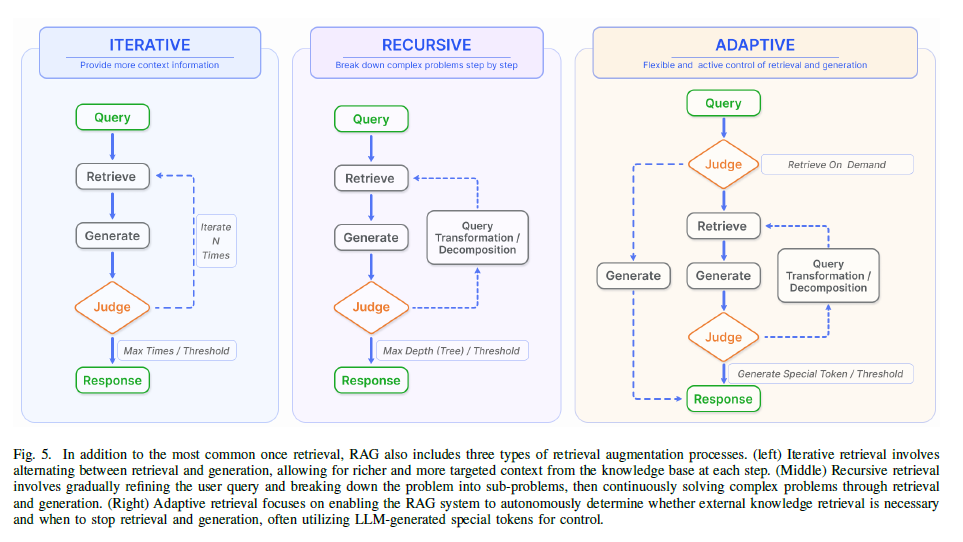 ITERATIVE
Provide more context information
Query
Retrieve
Iterate
N
Times
Generate
Judge
Max Times / Threshold
Response
RECURSIVE
Break down complex problems step by step
Query
Retrieve
Query
Transformation /
Decomposition
Generate
Judge
Max Depth (Tree) / Threshold
Response
ADAPTIVE
Flexible and active control of retrieval and generation
Query
Judge
Retrieve On Demand
Retrieve
Query
Transformation /
Decomposition
Generate
Generate
Judge
Generate Special Token / Threshold
Response
Fig. 5. In addition to the most common once retrieval, RAG also includes three types of retrieval augmentation processes. (left) Iterative retrieval involves
alternating between retrieval and generation, allowing for richer and more targeted context from the knowledge base at each step. (Middle) Recursive retrieval
involves gradually refining the user query and breaking down the problem into sub-problems, then continuously solving complex problems through retrieval
and generation. (Right) Adaptive retrieval focuses on enabling the RAG system to autonomously determine whether external knowledge retrieval is necessary
and when to stop retrieval and generation, often utilizing LLM-generated special tokens for control.